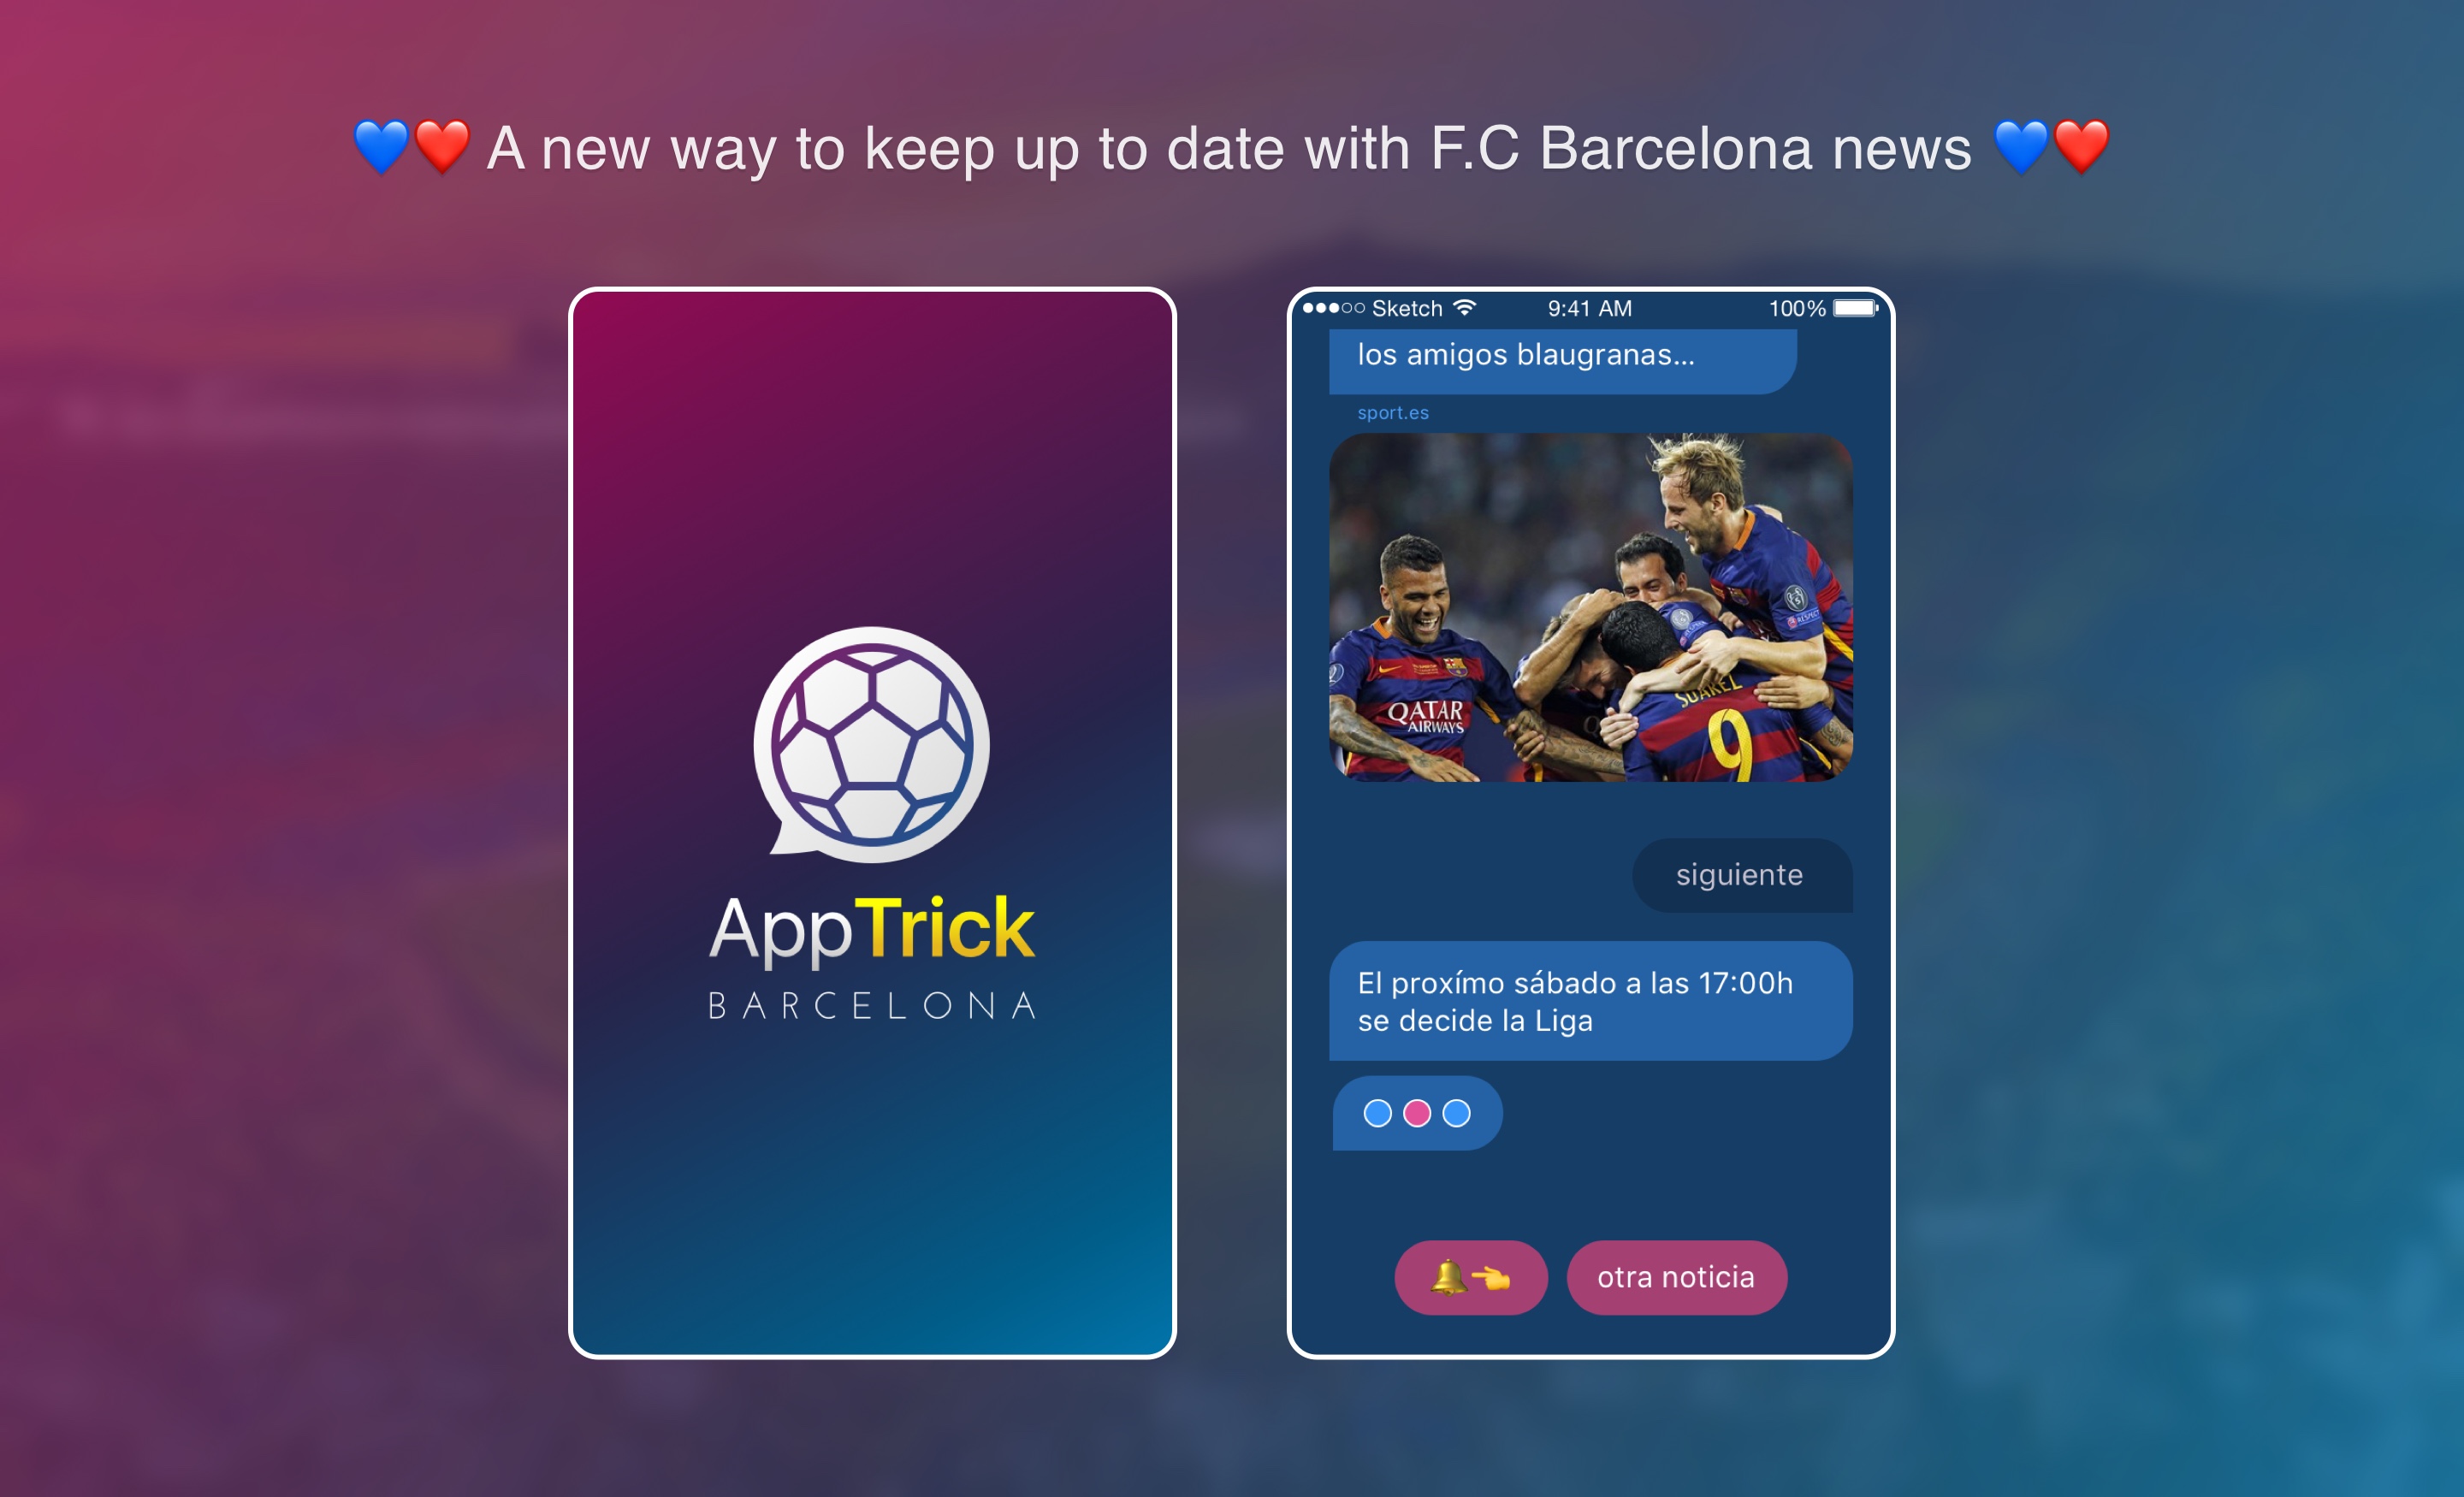 💙❤️ A new way to keep up to date with F.C Barcelona news 💙❤️
AppTrick
BARCELONA
Sketch 9:41 AM 100%
los amigos blaugranas...
sport.es
QATAR
AIRWAYS
SUAREZ
9
RESPECT
siguiente
El proxímo sábado a las 17:00h
se decide la Liga
🔔👈 otra noticia